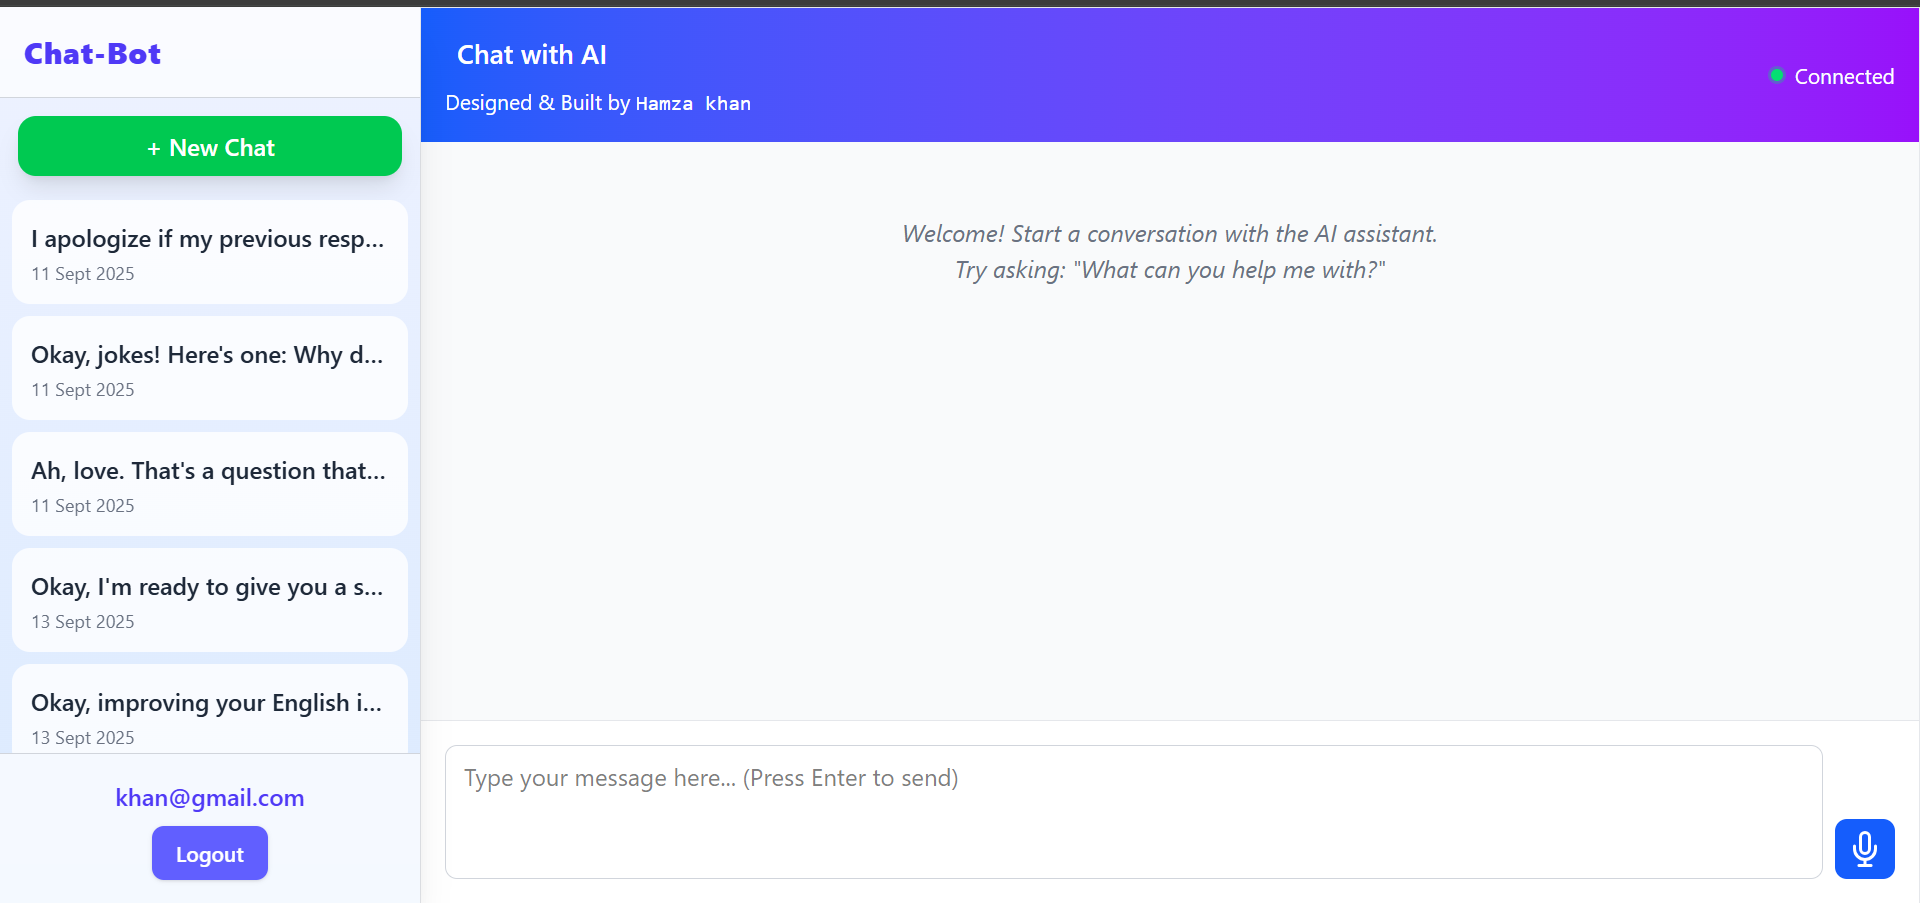 Chat-Bot
+ New Chat
I apologize if my previous resp...
11 Sept 2025
Okay, jokes! Here's one: Why d...
11 Sept 2025
Ah, love. That's a question that...
11 Sept 2025
Okay, I'm ready to give you a s...
13 Sept 2025
Okay, improving your English i...
13 Sept 2025
khan@gmail.com
Logout
Chat with AI
Designed & Built by Hamza khan
Connected
Welcome! Start a conversation with the AI assistant.
Try asking: "What can you help me with?"
Type your message here... (Press Enter to send)